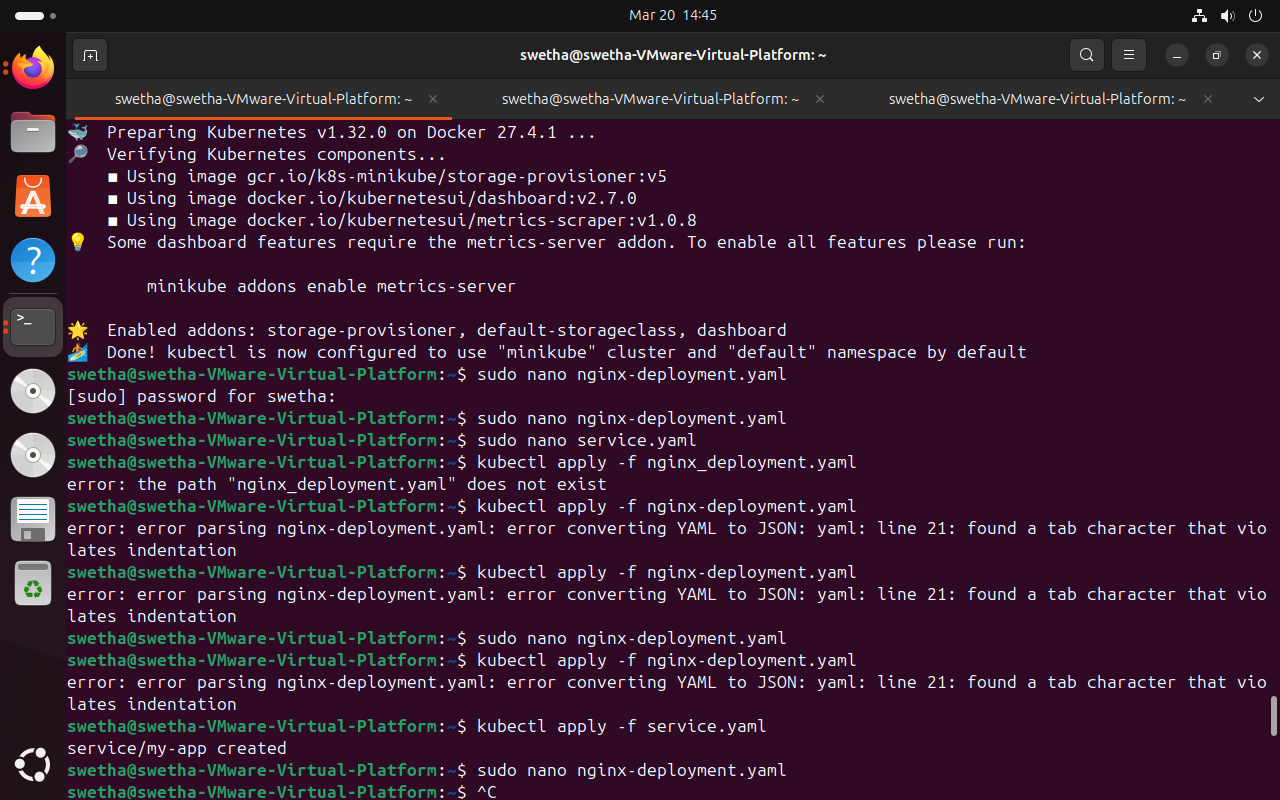 Mar 20 14:45
swetha@swetha-VMware-Virtual-Platform: ~
swetha@swetha-VMware-Virtual-Platform: ~ swetha@swetha-VMware-Virtual-Platform: ~ swetha@swetha-VMware-Virtual-Platform: ~
Preparing Kubernetes v1.32.0 on Docker 27.4.1 ...
Verifying Kubernetes components...
■ Using image gcr.io/k8s-minikube/storage-provisioner:v5
■ Using image docker.io/kubernetesui/dashboard:v2.7.0
■ Using image docker.io/kubernetesui/metrics-scraper:v1.0.8
Some dashboard features require the metrics-server addon. To enable all features please run:
minikube addons enable metrics-server
Enabled addons: storage-provisioner, default-storageclass, dashboard
Done! kubectl is now configured to use "minikube" cluster and "default" namespace by default
swetha@swetha-VMware-Virtual-Platform:~$ sudo nano nginx-deployment.yaml
[sudo] password for swetha:
swetha@swetha-VMware-Virtual-Platform:~$ sudo nano nginx-deployment.yaml
swetha@swetha-VMware-Virtual-Platform:~$ sudo nano service.yaml
swetha@swetha-VMware-Virtual-Platform:~$ kubectl apply -f nginx_deployment.yaml
error: the path "nginx_deployment.yaml" does not exist
swetha@swetha-VMware-Virtual-Platform:~$ kubectl apply -f nginx-deployment.yaml
error: error parsing nginx-deployment.yaml: error converting YAML to JSON: yaml: line 21: found a tab character that vio
lates indentation
swetha@swetha-VMware-Virtual-Platform:~$ kubectl apply -f nginx-deployment.yaml
error: error parsing nginx-deployment.yaml: error converting YAML to JSON: yaml: line 21: found a tab character that vio
lates indentation
swetha@swetha-VMware-Virtual-Platform:~$ sudo nano nginx-deployment.yaml
swetha@swetha-VMware-Virtual-Platform:~$ kubectl apply -f nginx-deployment.yaml
error: error parsing nginx-deployment.yaml: error converting YAML to JSON: yaml: line 21: found a tab character that vio
lates indentation
swetha@swetha-VMware-Virtual-Platform:~$ kubectl apply -f service.yaml
service/my-app created
swetha@swetha-VMware-Virtual-Platform:~$ sudo nano nginx-deployment.yaml
swetha@swetha-VMware-Virtual-Platform:~$ ^C